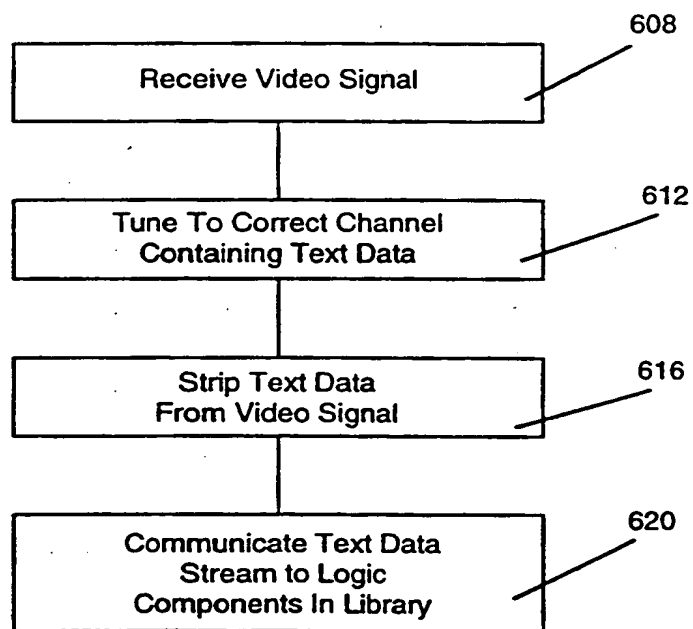 608
Receive Video Signal
612
Tune To Correct Channel
Containing Text Data
616
Strip Text Data
From Video Signal
620
Communicate Text Data
Stream to Logic
Components In Library